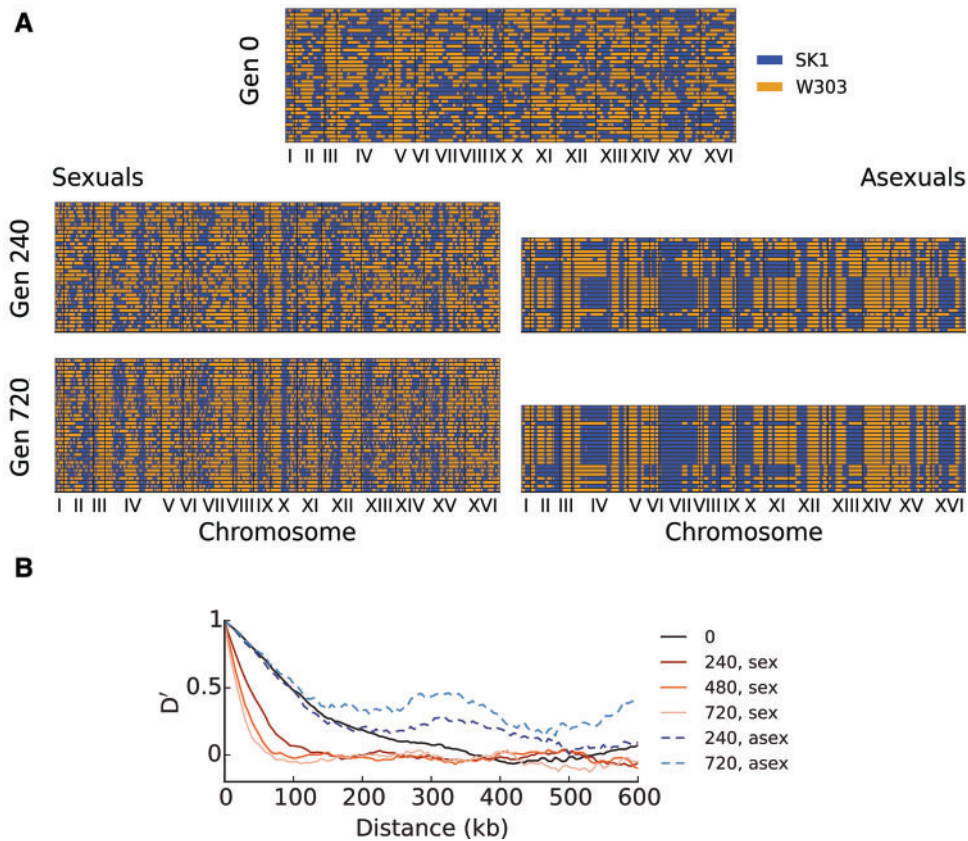 A
Gen 0
SK1
W303
I II III IV V VI VII VIII IX X XI XII XIII XIV XV XVI
Sexuals
Asexuals
Gen 240
Gen 720
I II III IV V VI VII VIII IX X XI XII XIII XIV XV XVI
Chromosome
I II III IV V VI VII VIII IX X XI XII XIII XIV XV XVI
Chromosome
B
1
0.5
0
D′
0 100 200 300 400 500 600
Distance (kb)
0
240, sex
480, sex
720, sex
240, asex
720, asex